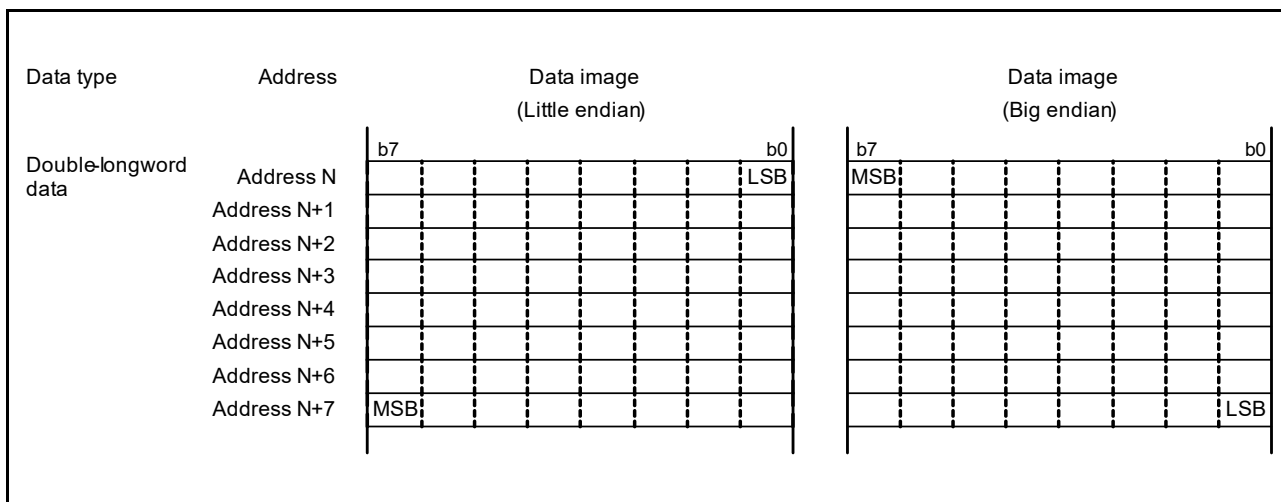 Data type Address Data image Data image
(Little endian) (Big endian)
b7 b0 b7 b0
Double-longword
data
Address N LSB MSB
Address N+1
Address N+2
Address N+3
Address N+4
Address N+5
Address N+6
Address N+7 MSB LSB